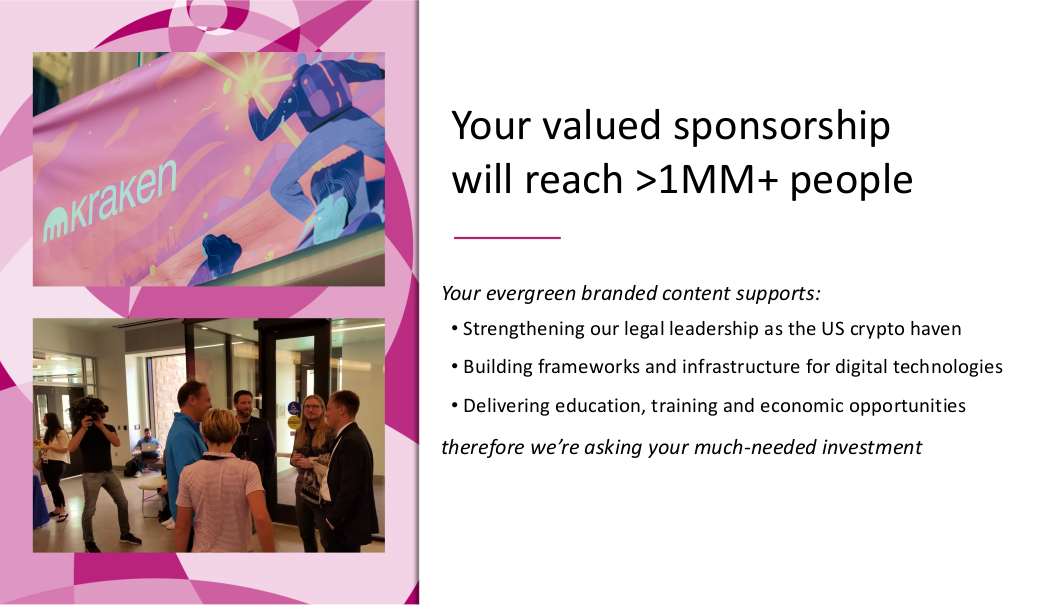 kraken
Your valued sponsorship
will reach >1MM+ people
Your evergreen branded content supports:
• Strengthening our legal leadership as the US crypto haven
• Building frameworks and infrastructure for digital technologies
• Delivering education, training and economic opportunities
therefore we’re asking your much-needed investment